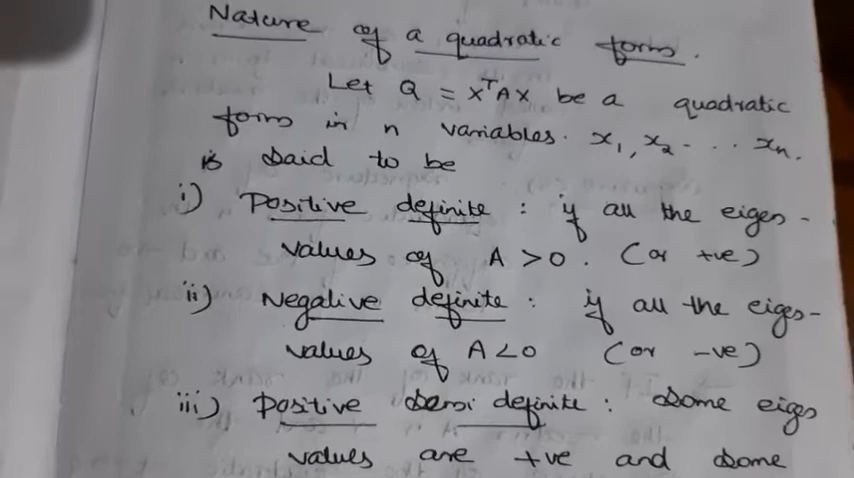 Nature of a quadratic form.
Let Q = X^T A X be a quadratic
form in n variables. x₁, x₂ - ... xₙ.
is said to be
i) Positive definite : if all the eigen-
values of A > 0. (or +ve)
ii) Negative definite : if all the eigen-
values of A < 0 (or -ve)
iii) Positive semi definite : some eigen
values are +ve and some